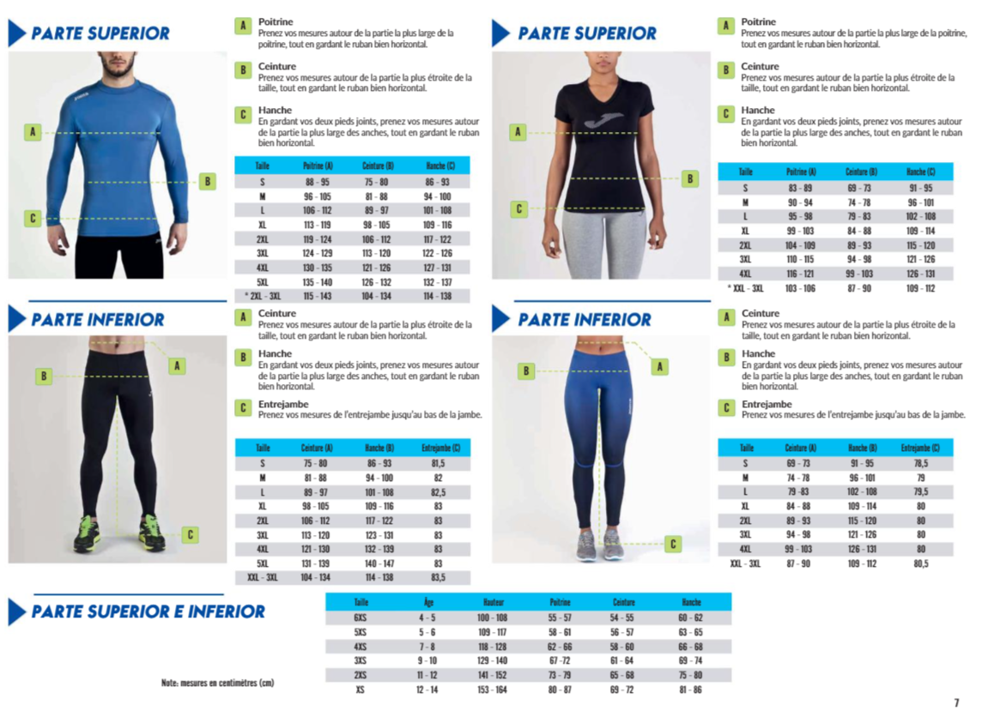 PARTE SUPERIOR
A
B
C
A Poitrine
Prenez vos mesures autour de la partie la plus large de la
poitrine, tout en gardant le ruban bien horizontal.
B Ceinture
Prenez vos mesures autour de la partie la plus étroite de la
taille, tout en gardant le ruban bien horizontal.
C Hanche
En gardant vos deux pieds joints, prenez vos mesures autour
de la partie la plus large des anches, tout en gardant le ruban
bien horizontal.
Taille Poitrine (A) Ceinture (B) Hanche (C)
S 88 - 95 75 - 80 86 - 93
M 96 - 105 81 - 88 94 - 100
L 106 - 112 89 - 97 101 - 108
XL 113 - 119 98 - 105 109 - 116
2XL 119 - 124 106 - 112 117 - 122
3XL 124 - 129 113 - 120 122 - 126
4XL 130 - 135 121 - 126 127 - 131
5XL 135 - 140 126 - 132 132 - 137
* 2XL - 3XL 115 - 143 104 - 134 114 - 138
PARTE SUPERIOR
A
B
C
A Poitrine
Prenez vos mesures autour de la partie la plus large de la poitrine,
tout en gardant le ruban bien horizontal.
B Ceinture
Prenez vos mesures autour de la partie la plus étroite de la
taille, tout en gardant le ruban bien horizontal.
C Hanche
En gardant vos deux pieds joints, prenez vos mesures autour
de la partie la plus large des anches, tout en gardant le ruban
bien horizontal.
Taille Poitrine (A) Ceinture (B) Hanche (C)
S 83 - 89 69 - 73 91 - 95
M 90 - 94 74 - 78 96 - 101
L 95 - 98 79 - 83 102 - 108
XL 99 - 103 84 - 88 109 - 114
2XL 104 - 109 89 - 93 115 - 120
3XL 110 - 115 94 - 98 121 - 126
4XL 116 - 121 99 - 103 126 - 131
* XXL - 3XL 103 - 106 87 - 90 109 - 112
PARTE INFERIOR
A
B
C
A Ceinture
Prenez vos mesures autour de la partie la plus étroite de la
taille, tout en gardant le ruban bien horizontal.
B Hanche
En gardant vos deux pieds joints, prenez vos mesures autour
de la partie la plus large des anches, tout en gardant le ruban
bien horizontal.
C Entrejambe
Prenez vos mesures de l'entrejambe jusqu'au bas de la jambe.
Taille Ceinture (A) Hanche (B) Entrejambe (C)
S 75 - 80 86 - 93 81,5
M 81 - 88 94 - 100 82
L 89 - 97 101 - 108 82,5
XL 98 - 105 109 - 116 83
2XL 106 - 112 117 - 122 83
3XL 113 - 120 123 - 131 83
4XL 121 - 130 132 - 139 83
5XL 131 - 139 140 - 147 83
XXL - 3XL 104 - 134 114 - 138 83,5
PARTE INFERIOR
A
B
C
A Ceinture
Prenez vos mesures autour de la partie la plus étroite de la
taille, tout en gardant le ruban bien horizontal.
B Hanche
En gardant vos deux pieds joints, prenez vos mesures autour
de la partie la plus large des anches, tout en gardant le ruban
bien horizontal.
C Entrejambe
Prenez vos mesures de l'entrejambe jusqu'au bas de la jambe.
Taille Ceinture (A) Hanche (B) Entrejambe (C)
S 69 - 73 91 - 95 78,5
M 74 - 78 96 - 101 79
L 79 -83 102 - 108 79,5
XL 84 - 88 109 - 114 80
2XL 89 - 93 115 - 120 80
3XL 94 - 98 121 - 126 80
4XL 99 - 103 126 - 131 80
XXL - 3XL 87 - 90 109 - 112 80,5
PARTE SUPERIOR E INFERIOR
Note: mesures en centimètres (cm)
Taille Âge Hauteur Poitrine Ceinture Hanche
6XS 4 - 5 100 - 108 55 - 57 54 - 55 60 - 62
5XS 5 - 6 109 - 117 58 - 61 56 - 57 63 - 65
4XS 7 - 8 118 - 128 62 - 66 58 - 60 66 - 68
3XS 9 - 10 129 - 140 67 -72 61 - 64 69 - 74
2XS 11 - 12 141 - 152 73 - 79 65 - 68 75 - 80
XS 12 - 14 153 - 164 80 - 87 69 - 72 81 - 86
7